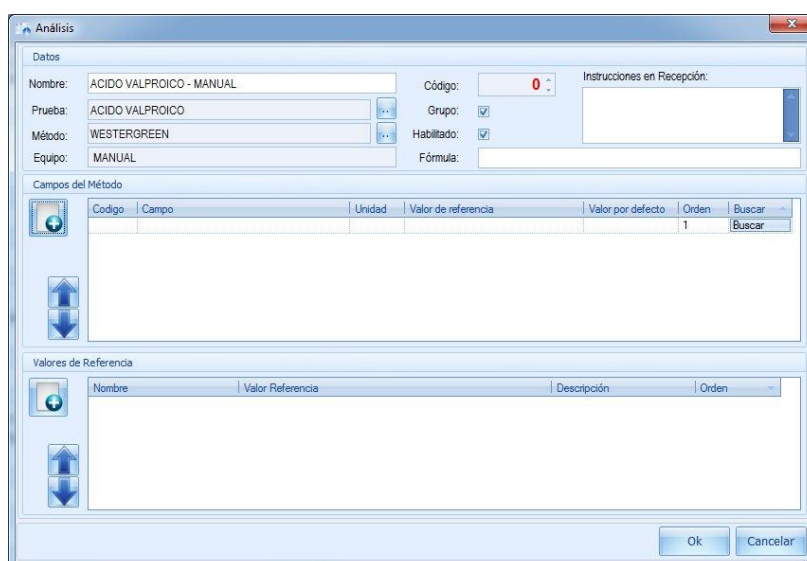 Análisis
Datos
Nombre: ACIDO VALPROICO - MANUAL Código: 0 Instrucciones en Recepción:
Prueba: ACIDO VALPROICO .. Grupo:
Método: WESTERGREEN .. Habilitado:
Equipo: MANUAL Fórmula:
Campos del Método
Codigo Campo Unidad Valor de referencia Valor por defecto Orden Buscar
1 Buscar
Valores de Referencia
Nombre Valor Referencia Descripción Orden
Ok Cancelar